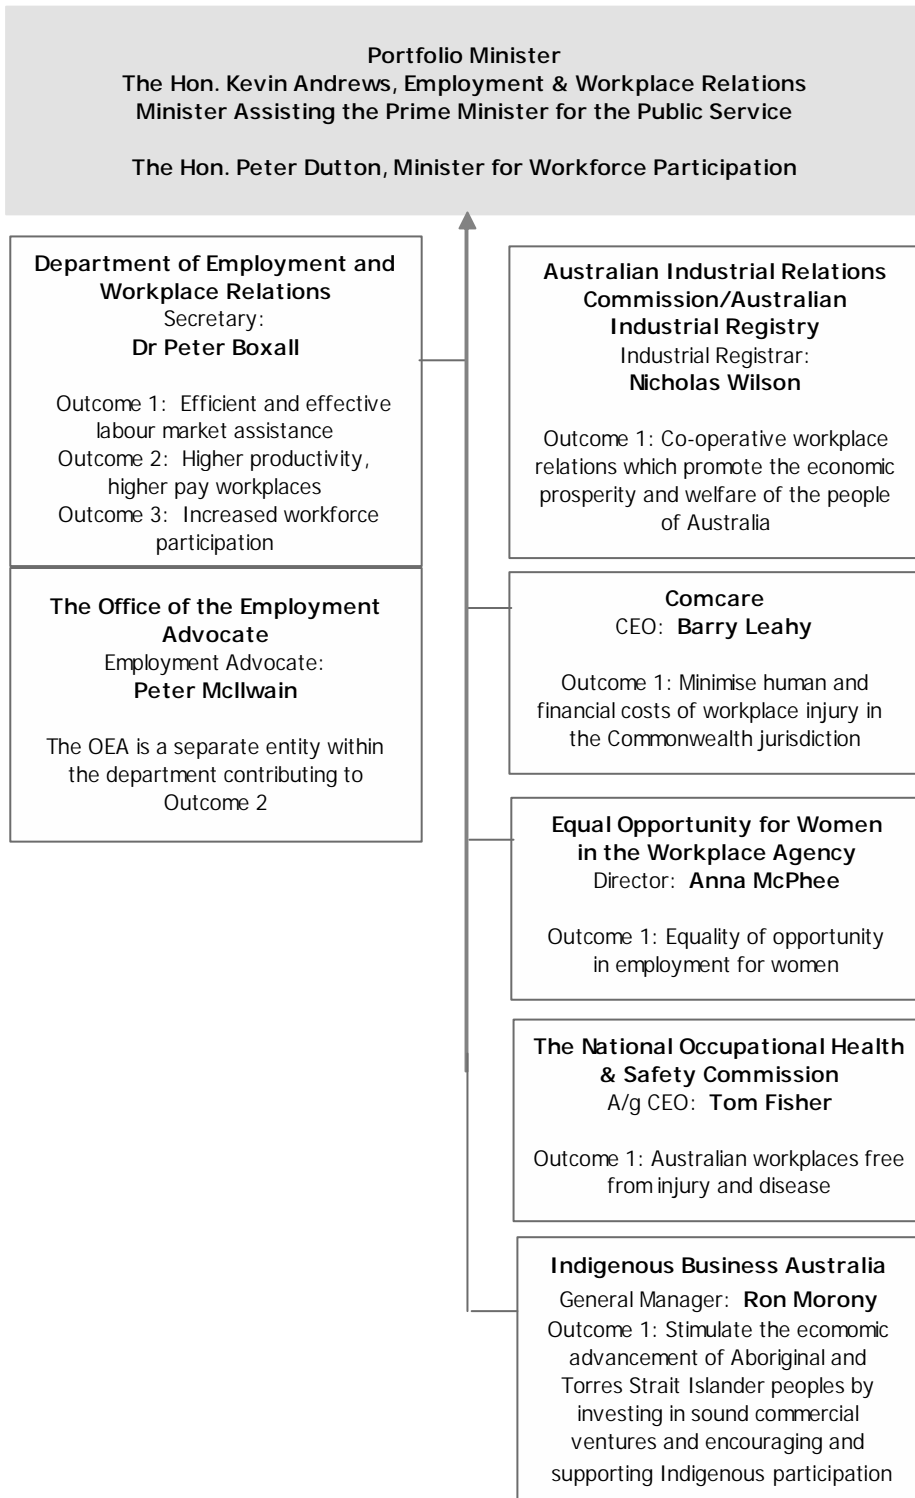 Portfolio Minister
The Hon. Kevin Andrews, Employment & Workplace Relations
Minister Assisting the Prime Minister for the Public Service
The Hon. Peter Dutton, Minister for Workforce Participation
Department of Employment and
Workplace Relations
Secretary:
Dr Peter Boxall
Outcome 1: Efficient and effective
labour market assistance
Outcome 2: Higher productivity,
higher pay workplaces
Outcome 3: Increased workforce
participation
The Office of the Employment
Advocate
Employment Advocate:
Peter McIlwain
The OEA is a separate entity within
the department contributing to
Outcome 2
Australian Industrial Relations
Commission/Australian
Industrial Registry
Industrial Registrar:
Nicholas Wilson
Outcome 1: Co-operative workplace
relations which promote the economic
prosperity and welfare of the people
of Australia
Comcare
CEO: Barry Leahy
Outcome 1: Minimise human and
financial costs of workplace injury in
the Commonwealth jurisdiction
Equal Opportunity for Women
in the Workplace Agency
Director: Anna McPhee
Outcome 1: Equality of opportunity
in employment for women
The National Occupational Health
& Safety Commission
A/g CEO: Tom Fisher
Outcome 1: Australian workplaces free
from injury and disease
Indigenous Business Australia
General Manager: Ron Morony
Outcome 1: Stimulate the ecomomic
advancement of Aboriginal and
Torres Strait Islander peoples by
investing in sound commercial
ventures and encouraging and
supporting Indigenous participation